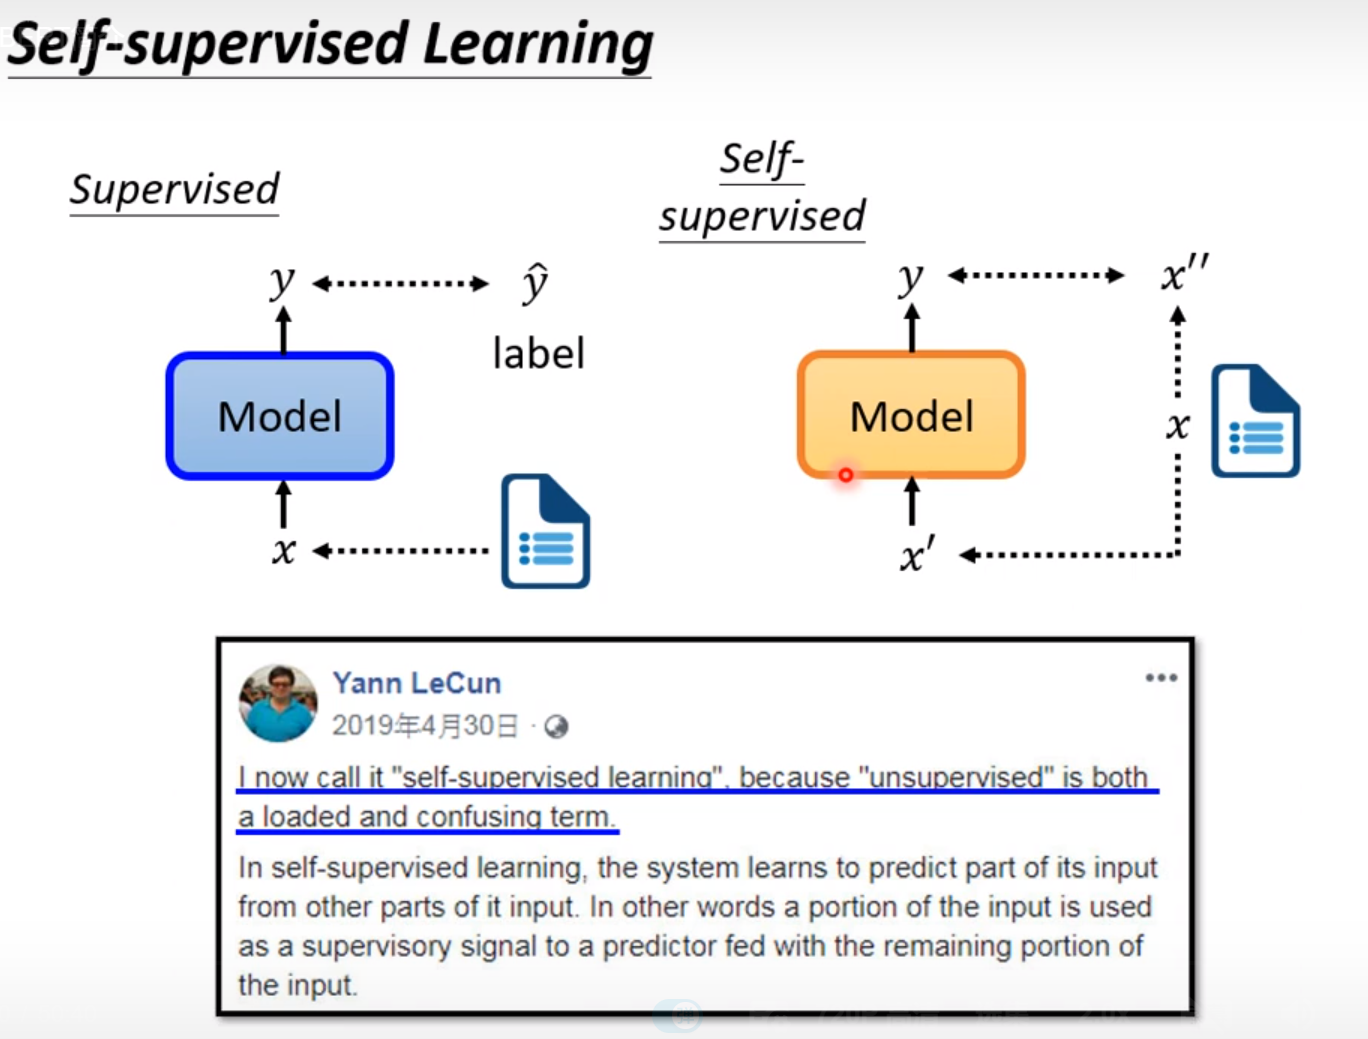 Self-supervised Learning
Supervised
Self-
supervised
y
ŷ
label
Model
x
y
x′′
Model
x
x′
Yann LeCun
2019年4月30日 ·
I now call it "self-supervised learning", because "unsupervised" is both
a loaded and confusing term.
In self-supervised learning, the system learns to predict part of its input
from other parts of it input. In other words a portion of the input is used
as a supervisory signal to a predictor fed with the remaining portion of
the input.